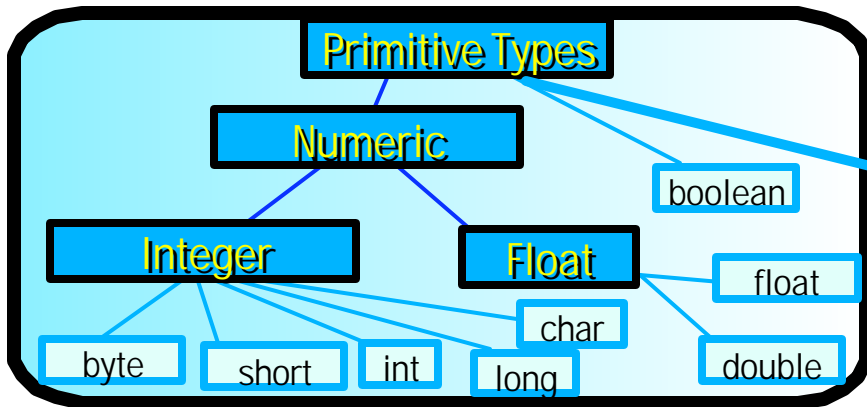 Primitive Types
Numeric
boolean
Integer
Float
float
char
byte
short
int
long
double